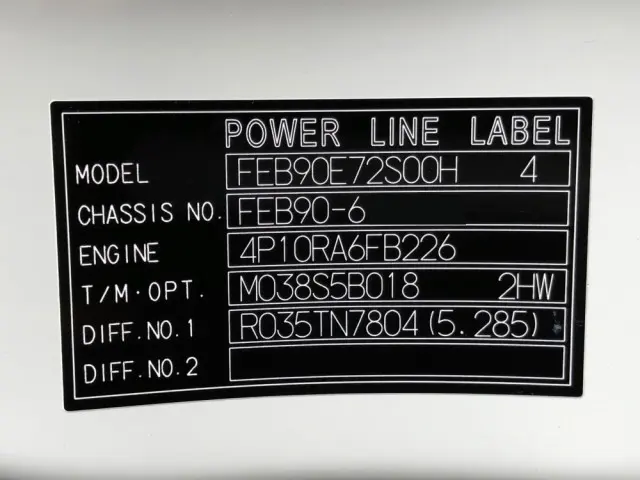 POWER LINE LABEL
MODEL FEB90E72S00H 4
CHASSIS NO. FEB90-6
ENGINE 4P10RA6FB226
T/M·OPT. M038S5B018 2HW
DIFF.NO.1 R035TN7804(5.285)
DIFF.NO.2